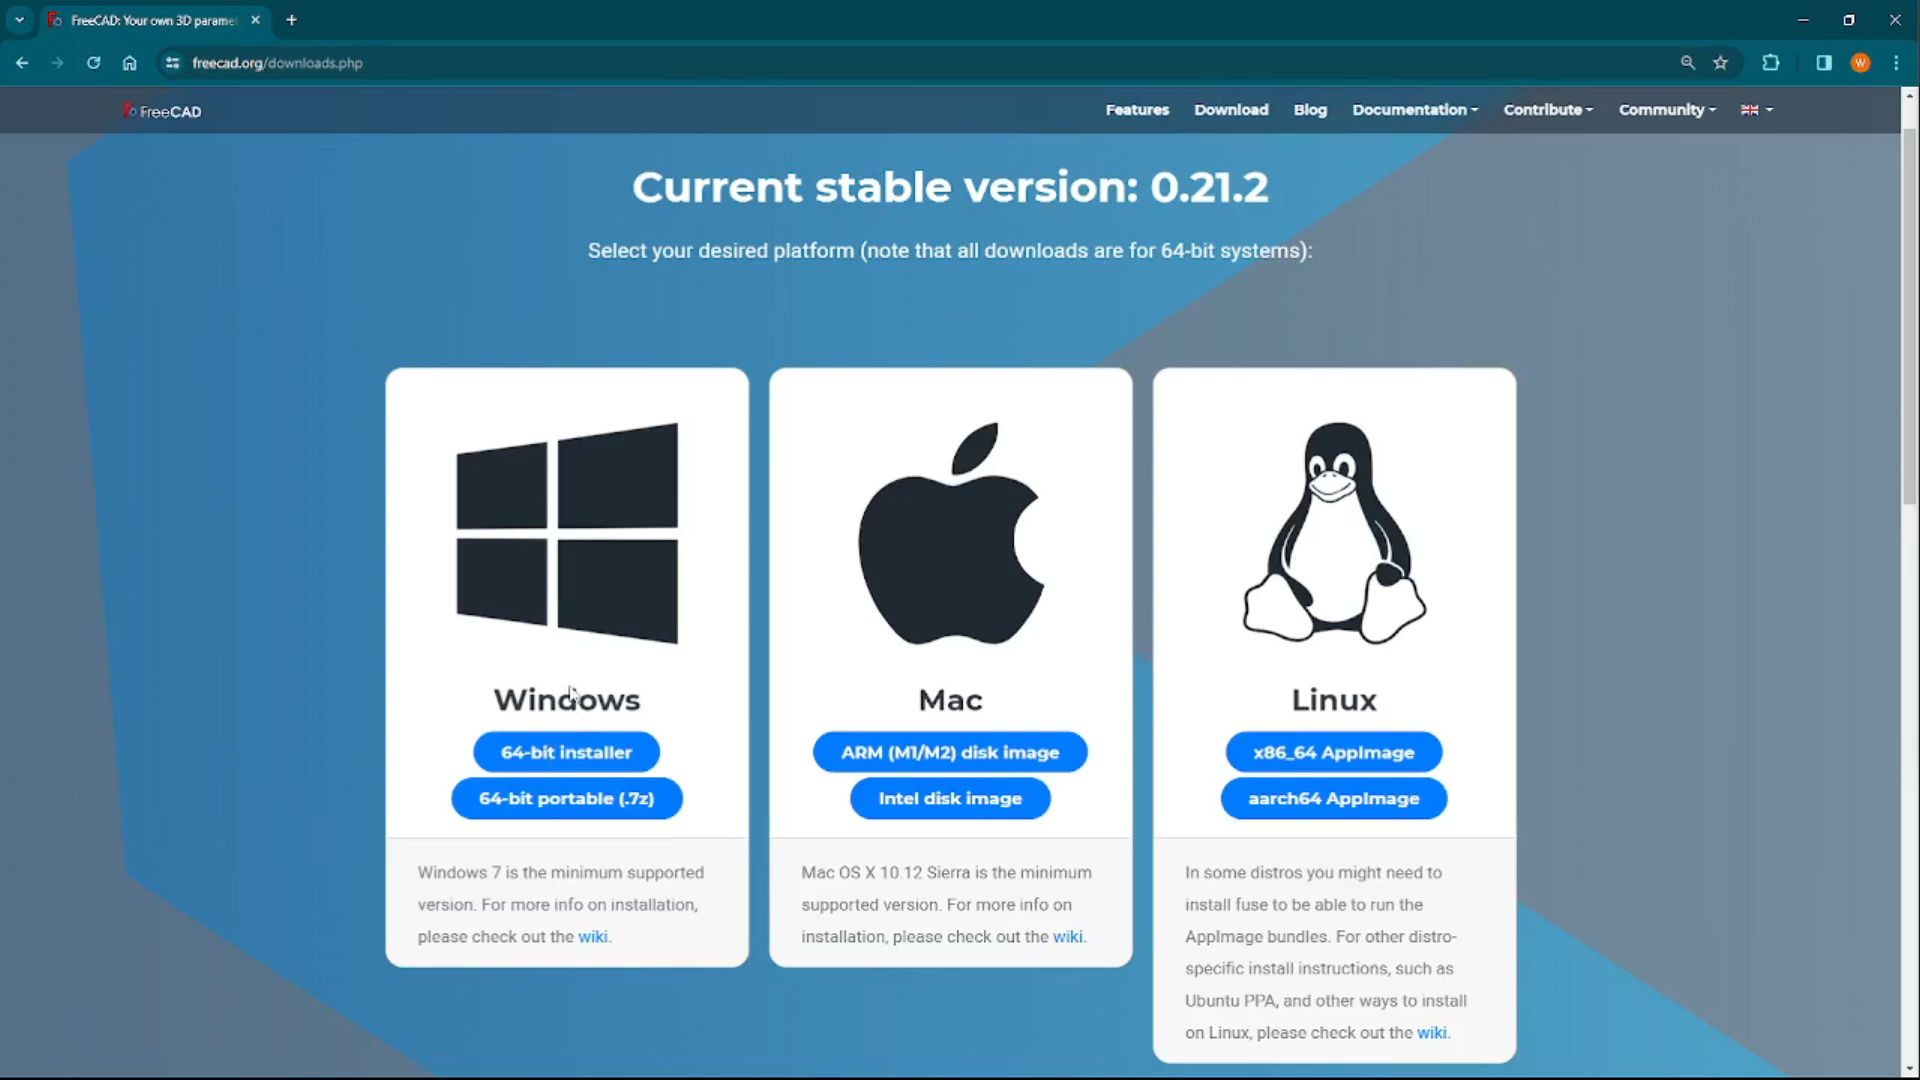 FreeCAD: Your own 3D parame
freecad.org/downloads.php
W
FreeCAD
Features
Download
Blog
Documentation
Contribute
Community
Current stable version: 0.21.2
Select your desired platform (note that all downloads are for 64-bit systems):
Windows
64-bit installer
64-bit portable (.7z)
Windows 7 is the minimum supported
version. For more info on installation,
please check out the wiki.
Mac
ARM (M1/M2) disk image
Intel disk image
Mac OS X 10.12 Sierra is the minimum
supported version. For more info on
installation, please check out the wiki.
Linux
x86_64 AppImage
aarch64 AppImage
In some distros you might need to
install fuse to be able to run the
AppImage bundles. For other distro-
specific install instructions, such as
Ubuntu PPA, and other ways to install
on Linux, please check out the wiki.